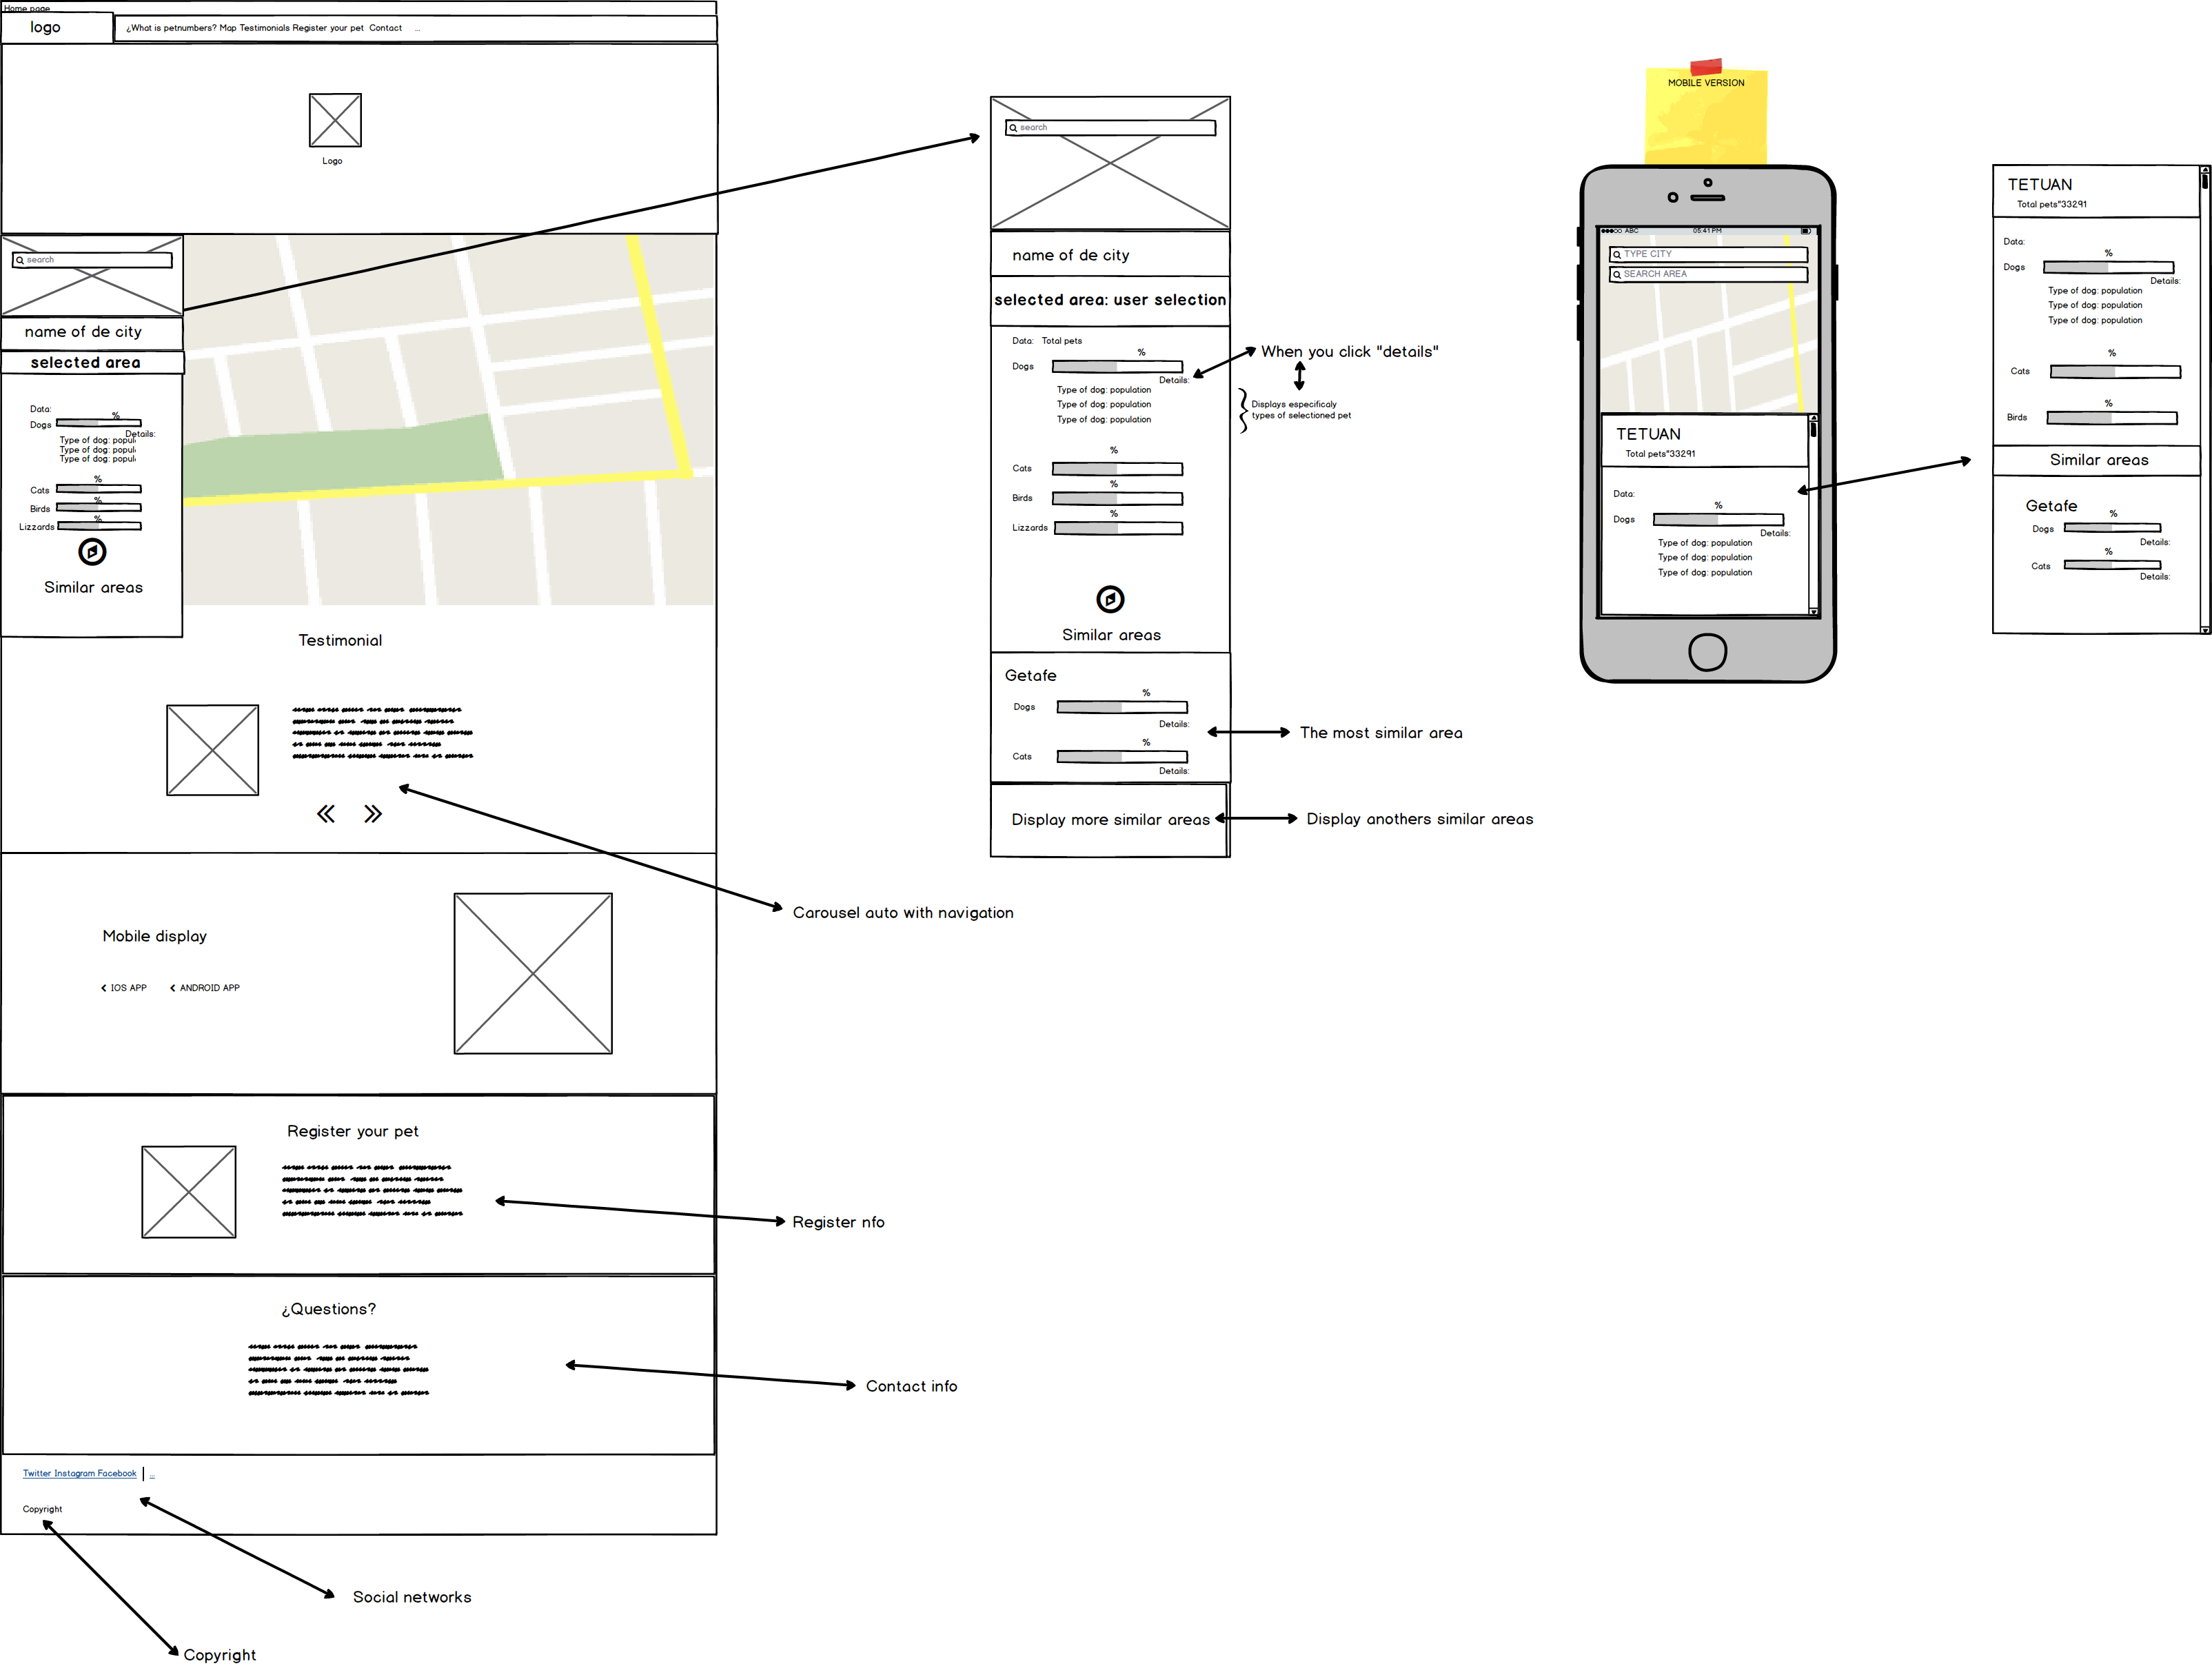 Home page
logo
¿What is petnumbers? Map Testimonials Register your pet Contact ...
Logo
search
name of de city
selected area
Data:
%
Dogs
Details:
Type of dog: popul
Type of dog: popul
Type of dog: popul
%
Cats
%
Birds
%
Lizzards
Similar areas
Testimonial
Carousel auto with navigation
Mobile display
IOS APP
ANDROID APP
Register your pet
Register nfo
¿Questions?
Contact info
Twitter Instagram Facebook
...
Copyright
Social networks
Copyright
search
name of de city
selected area: user selection
Data: Total pets
%
Dogs
Details:
Type of dog: population
Type of dog: population
Type of dog: population
When you click "details"
Displays especificaly
types of selectioned pet
%
Cats
%
Birds
%
Lizzards
Similar areas
Getafe
%
Dogs
Details:
The most similar area
%
Cats
Details:
Display more similar areas
Display anothers similar areas
MOBILE VERSION
ABC
05:41 PM
TYPE CITY
SEARCH AREA
TETUAN
Total pets"33291
Data:
%
Dogs
Details:
Type of dog: population
Type of dog: population
Type of dog: population
TETUAN
Total pets"33291
Data:
%
Dogs
Details:
Type of dog: population
Type of dog: population
Type of dog: population
%
Cats
%
Birds
Similar areas
Getafe
%
Dogs
Details:
%
Cats
Details: